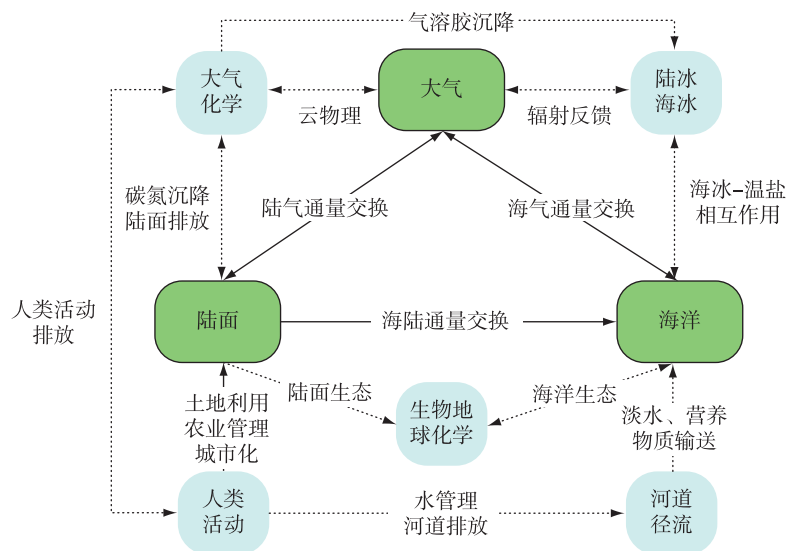 气溶胶沉降
大气
化学
大气
陆冰
海冰
云物理
辐射反馈
碳氮沉降
陆面排放
陆气通量交换
海气通量交换
海冰-温盐
相互作用
人类活动
排放
陆面
海陆通量交换
海洋
土地利用
农业管理
城市化
陆面生态
生物地
球化学
海洋生态
淡水、营养
物质输送
人类
活动
水管理
河道排放
河道
径流